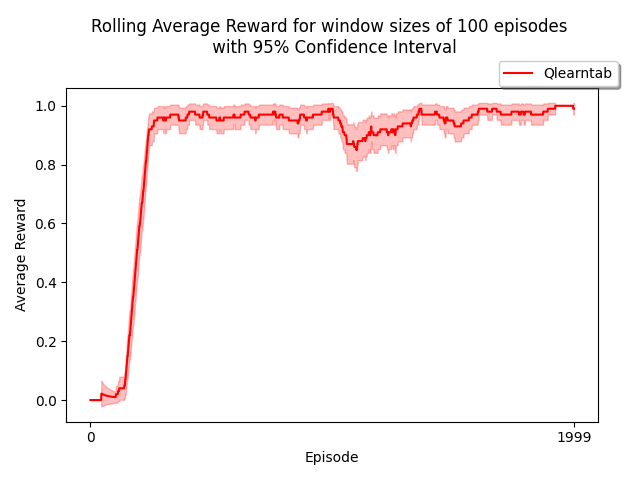 Rolling Average Reward for window sizes of 100 episodes
with 95% Confidence Interval
Qlearntab
1.0
0.8
0.6
0.4
0.2
0.0
Average Reward
0
1999
Episode